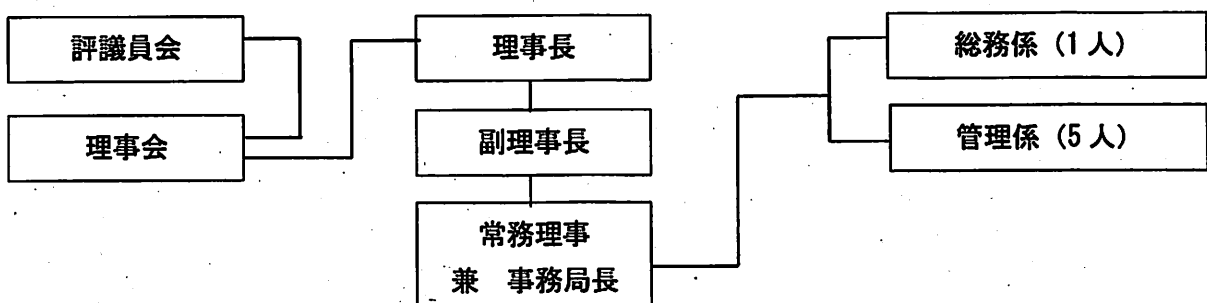 評議員会
理事会
理事長
副理事長
常務理事
兼　事務局長
総務係（1人）
管理係（5人）